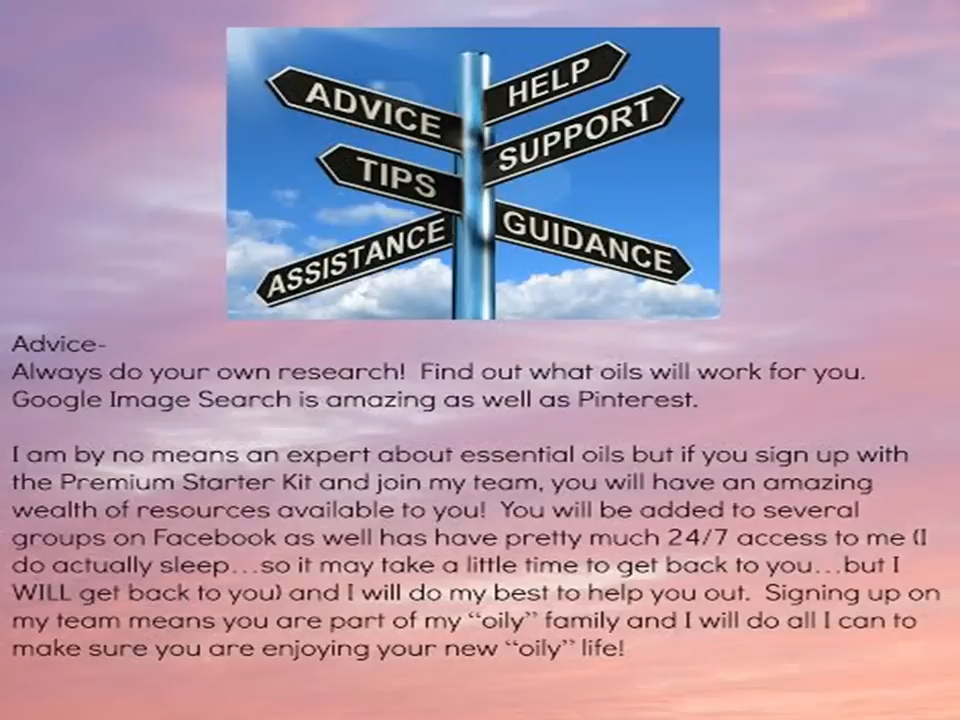 ADVICE
HELP
SUPPORT
TIPS
GUIDANCE
ASSISTANCE
Advice-
Always do your own research!  Find out what oils will work for you.
Google Image Search is amazing as well as Pinterest.
I am by no means an expert about essential oils but if you sign up with
the Premium Starter Kit and join my team, you will have an amazing
wealth of resources available to you!  You will be added to several
groups on Facebook as well has have pretty much 24/7 access to me (I
do actually sleep...so it may take a little time to get back to you...but I
WILL get back to you) and I will do my best to help you out.  Signing up on
my team means you are part of my “oily” family and I will do all I can to
make sure you are enjoying your new “oily” life!